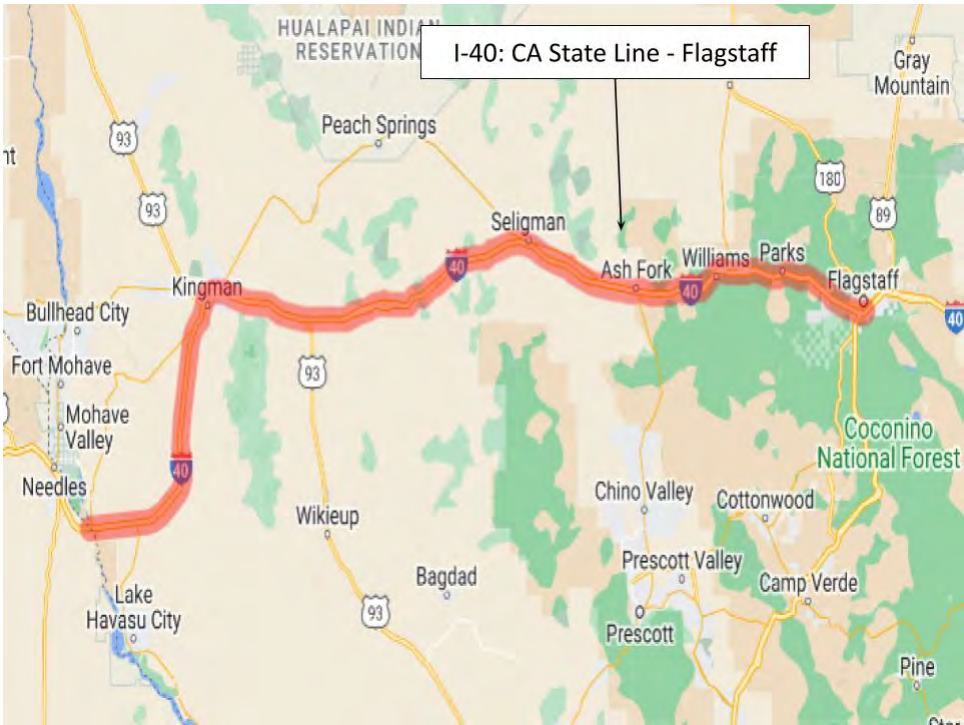 HUALAPAI INDIAN
RESERVATION
I-40: CA State Line - Flagstaff
Gray
Mountain
93
Peach Springs
nt
180
93
89
Seligman
40
Ash Fork
Williams
Parks
40
Flagstaff
Kingman
40
Bullhead City
93
Fort Mohave
Mohave
Valley
Coconino
National Forest
40
Needles
Chino Valley
Cottonwood
Wikieup
Prescott Valley
Bagdad
Camp Verde
Lake
Havasu City
93
Prescott
Pine